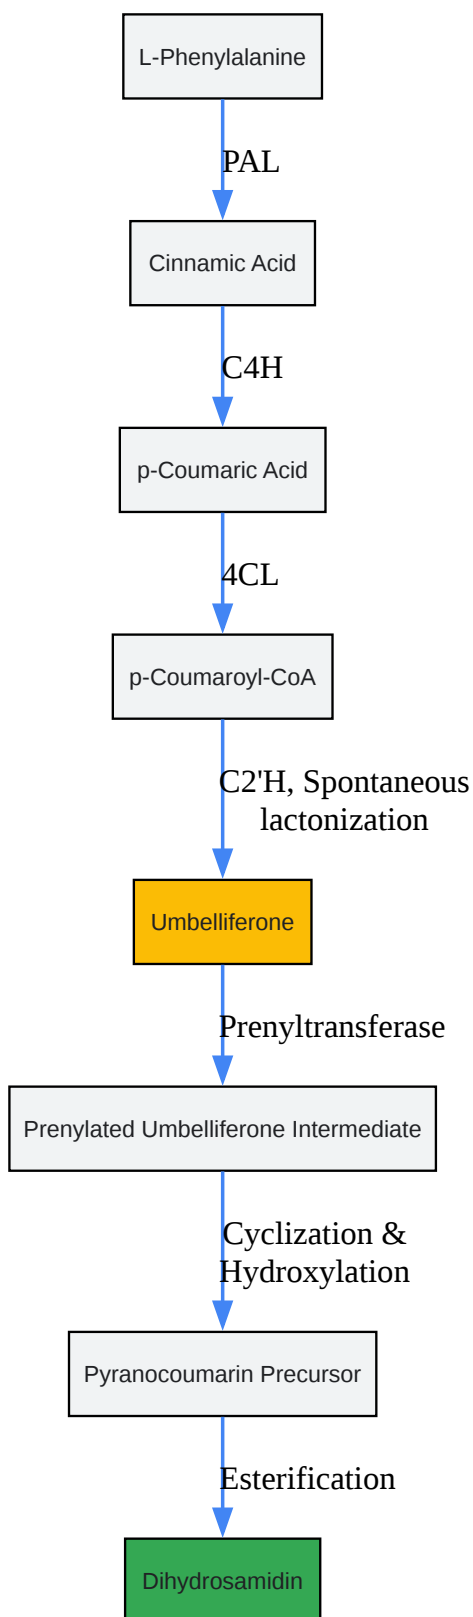 L-Phenylalanine
PAL
Cinnamic Acid
C4H
p-Coumaric Acid
4CL
p-Coumaroyl-CoA
C2'H, Spontaneous
lactonization
Umbelliferone
Prenyltransferase
Prenylated Umbelliferone Intermediate
Cyclization &
Hydroxylation
Pyranocoumarin Precursor
Esterification
Dihydrosamidin